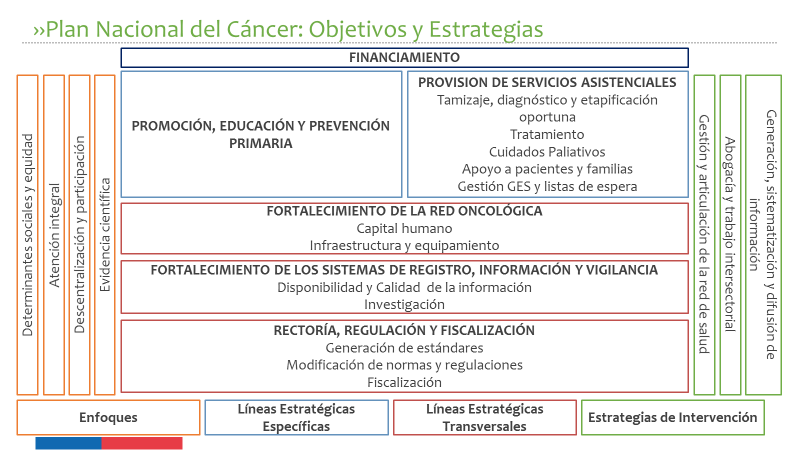 ››Plan Nacional del Cáncer: Objetivos y Estrategias
FINANCIAMIENTO
Determinantes sociales y equidad
Atención integral
Descentralización y participación
Evidencia científica
PROMOCIÓN, EDUCACIÓN Y PREVENCIÓN
PRIMARIA
PROVISION DE SERVICIOS ASISTENCIALES
Tamizaje, diagnóstico y etapificación
oportuna
Tratamiento
Cuidados Paliativos
Apoyo a pacientes y familias
Gestión GES y listas de espera
FORTALECIMIENTO DE LA RED ONCOLÓGICA
Capital humano
Infraestructura y equipamiento
FORTALECIMIENTO DE LOS SISTEMAS DE REGISTRO, INFORMACIÓN Y VIGILANCIA
Disponibilidad y Calidad de la información
Investigación
RECTORÍA, REGULACIÓN Y FISCALIZACIÓN
Generación de estándares
Modificación de normas y regulaciones
Fiscalización
Gestión y articulación de la red de salud
Abogacía y trabajo intersectorial
Generación, sistematización y difusión de
información
Enfoques
Líneas Estratégicas
Específicas
Líneas Estratégicas
Transversales
Estrategias de Intervención